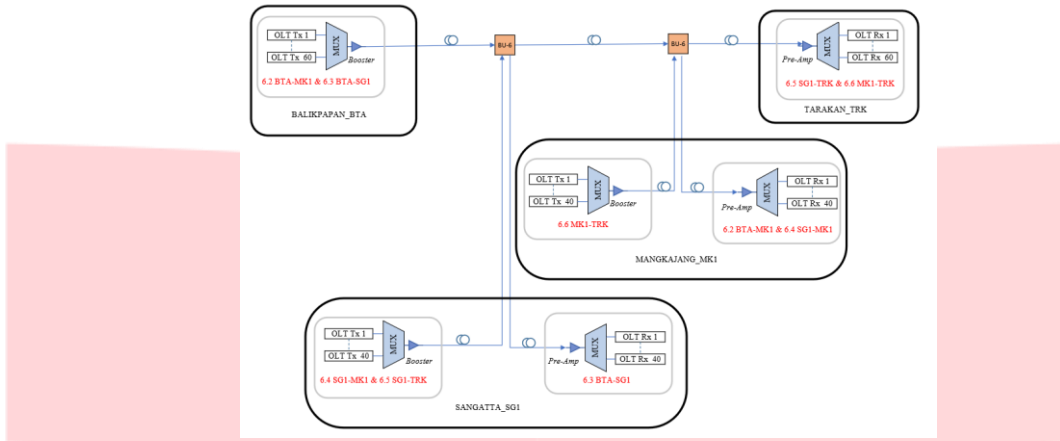 OLT Tx 1
OLT Tx 60
MUX
Booster
6.2 BTA-MK1 & 6.3 BTA-SG1
BALIKPAPAN_BTA
BU-6
BU-6
Pre-Amp
MUX
OLT Rx 1
OLT Rx 60
6.5 SG1-TRK & 6.6 MK1-TRK
TARAKAN_TRK
OLT Tx 1
OLT Tx 40
MUX
Booster
6.6 MK1-TRK
Pre-Amp
MUX
OLT Rx 1
OLT Rx 40
6.2 BTA-MK1 & 6.4 SG1-MK1
MANGKAJANG_MK1
OLT Tx 1
OLT Tx 40
MUX
Booster
6.4 SG1-MK1 & 6.5 SG1-TRK
Pre-Amp
MUX
OLT Rx 1
OLT Rx 40
6.3 BTA-SG1
SANGATTA_SG1